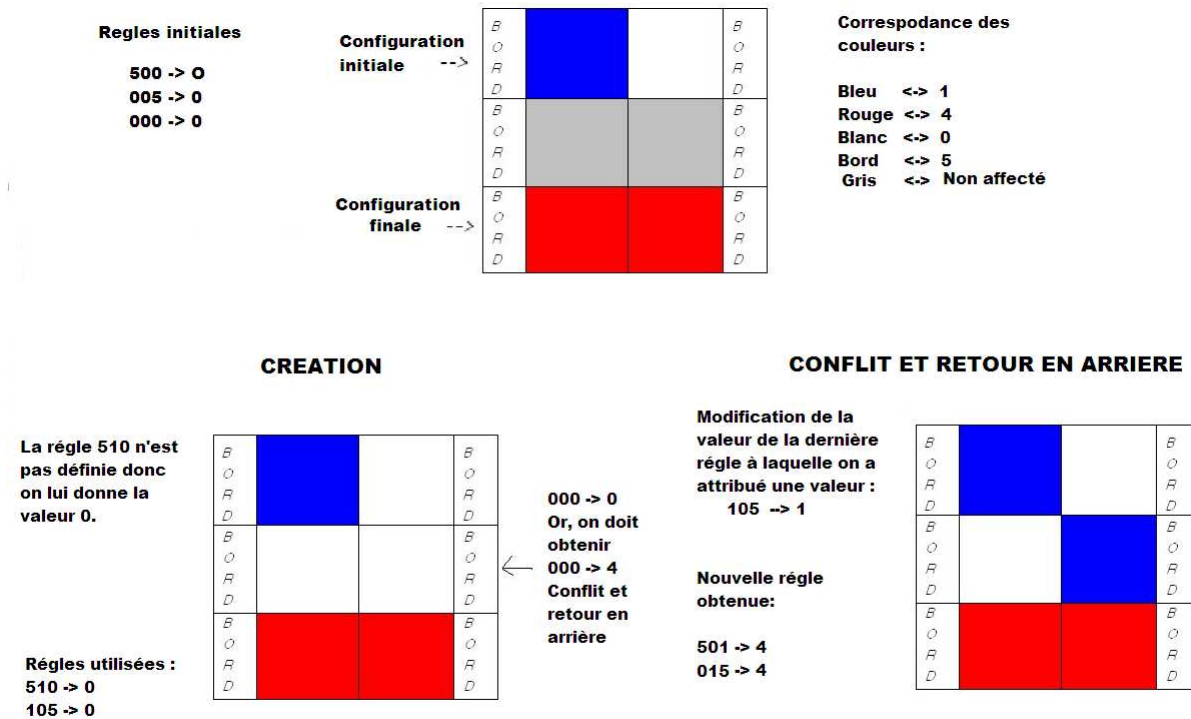 Regles initiales
500 -> O
005 -> 0
000 -> 0
Configuration
initiale -->
Configuration
finale -->
B
O
R
D
B
O
R
D
B
O
R
D
B
O
R
D
B
O
R
D
B
O
R
D
Correspodance des
couleurs :
Bleu <-> 1
Rouge <-> 4
Blanc <-> 0
Bord <-> 5
Gris <-> Non affecté
CREATION
La régle 510 n'est
pas définie donc
on lui donne la
valeur 0.
Régles utilisées :
510 -> 0
105 -> 0
B
O
R
D
B
O
R
D
B
O
R
D
B
O
R
D
B
O
R
D
B
O
R
D
000 -> 0
Or, on doit
obtenir
000 -> 4
Conflit et
retour en
arrière
CONFLIT ET RETOUR EN ARRIERE
Modification de la
valeur de la dernière
régle à laquelle on a
attribué une valeur :
105 --> 1
Nouvelle régle
obtenue:
501 -> 4
015 -> 4
B
O
R
D
B
O
R
D
B
O
R
D
B
O
R
D
B
O
R
D
B
O
R
D